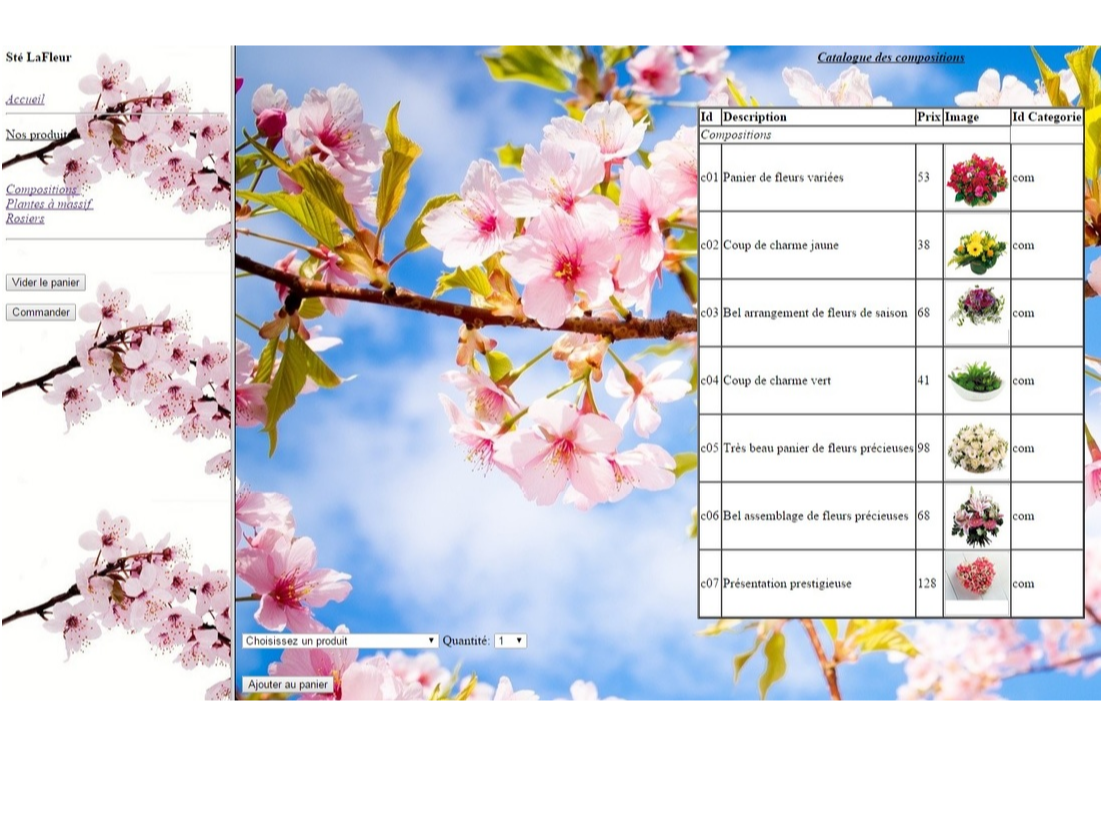 Sté LaFleur
Accueil
Nos produits
Compositions
Plantes à massif
Rosiers
Vider le panier
Commander
Catalogue des compositions
Id Description Prix Image Id Categorie
Compositions
c01 Panier de fleurs variées 53 com
c02 Coup de charme jaune 38 com
c03 Bel arrangement de fleurs de saison 68 com
c04 Coup de charme vert 41 com
c05 Très beau panier de fleurs précieuses 98 com
c06 Bel assemblage de fleurs précieuses 68 com
c07 Présentation prestigieuse 128 com
Choisissez un produit Quantité: 1
Ajouter au panier